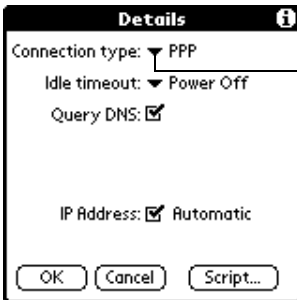 Details
Connection type: PPP
Idle timeout: Power Off
Query DNS:
IP Address: Automatic
OK Cancel Script...